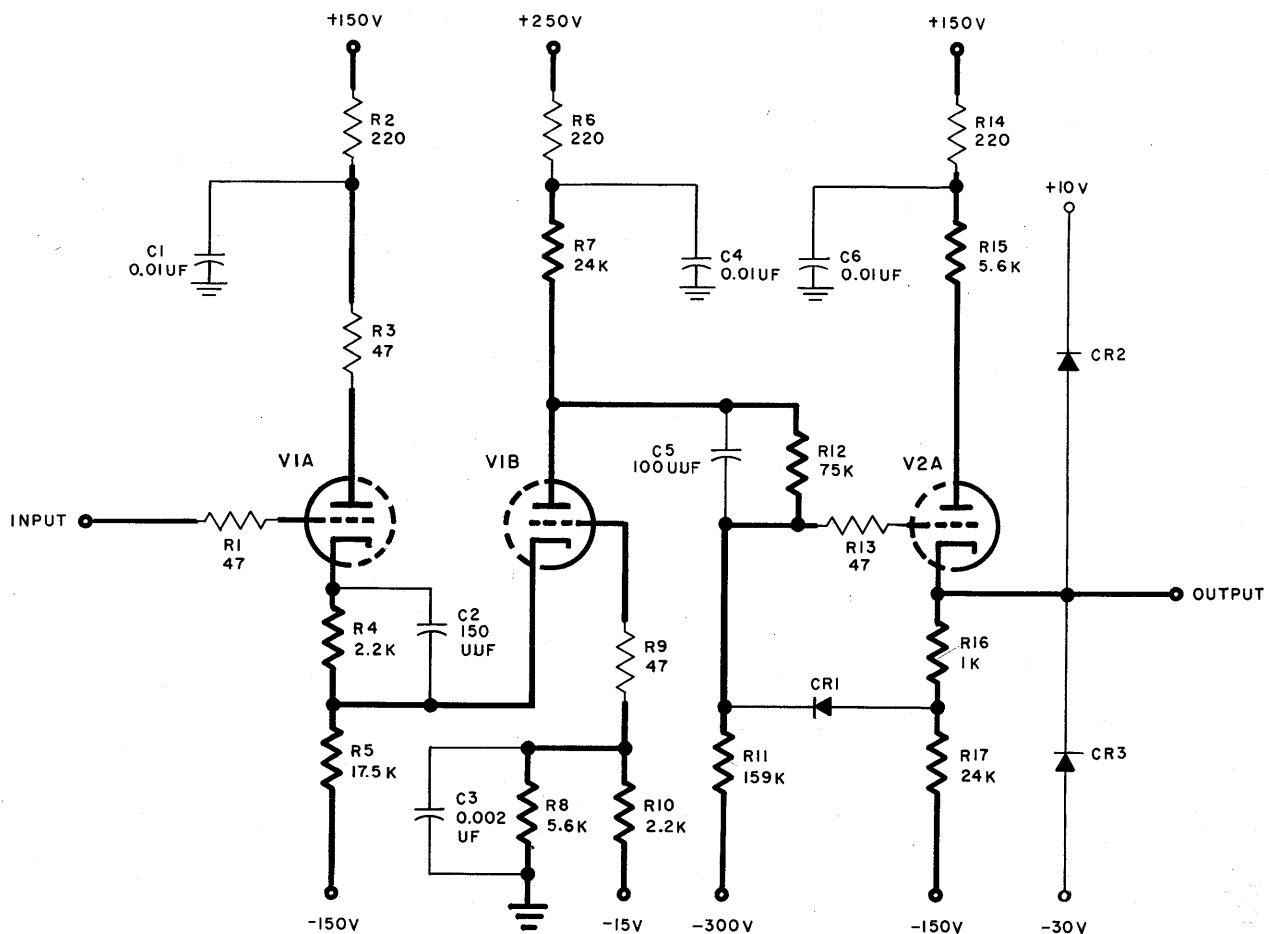 +150V
+250V
+150V
R2
220
R6
220
R14
220
+10V
C1
0.01UF
R7
24K
C4
0.01UF
C6
0.01UF
R15
5.6K
R3
47
CR2
V1A
V1B
C5
100UUF
R12
75K
V2A
INPUT
R1
47
R13
47
OUTPUT
R4
2.2K
C2
150
UUF
R9
47
R16
1K
CR1
R5
17.5K
C3
0.002
UF
R8
5.6K
R10
2.2K
R11
159K
R17
24K
CR3
-150V
-15V
-300V
-150V
-30V